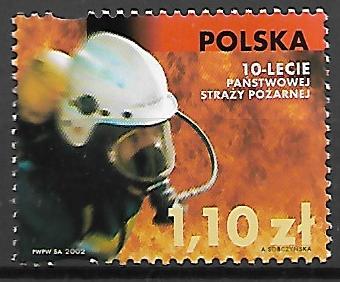 POLSKA
10-LECIE
PAŃSTWOWEJ
STRAŻY POŻARNEJ
1,10 zł
PWPW SA 2002
A. SOBCZYŃSKA